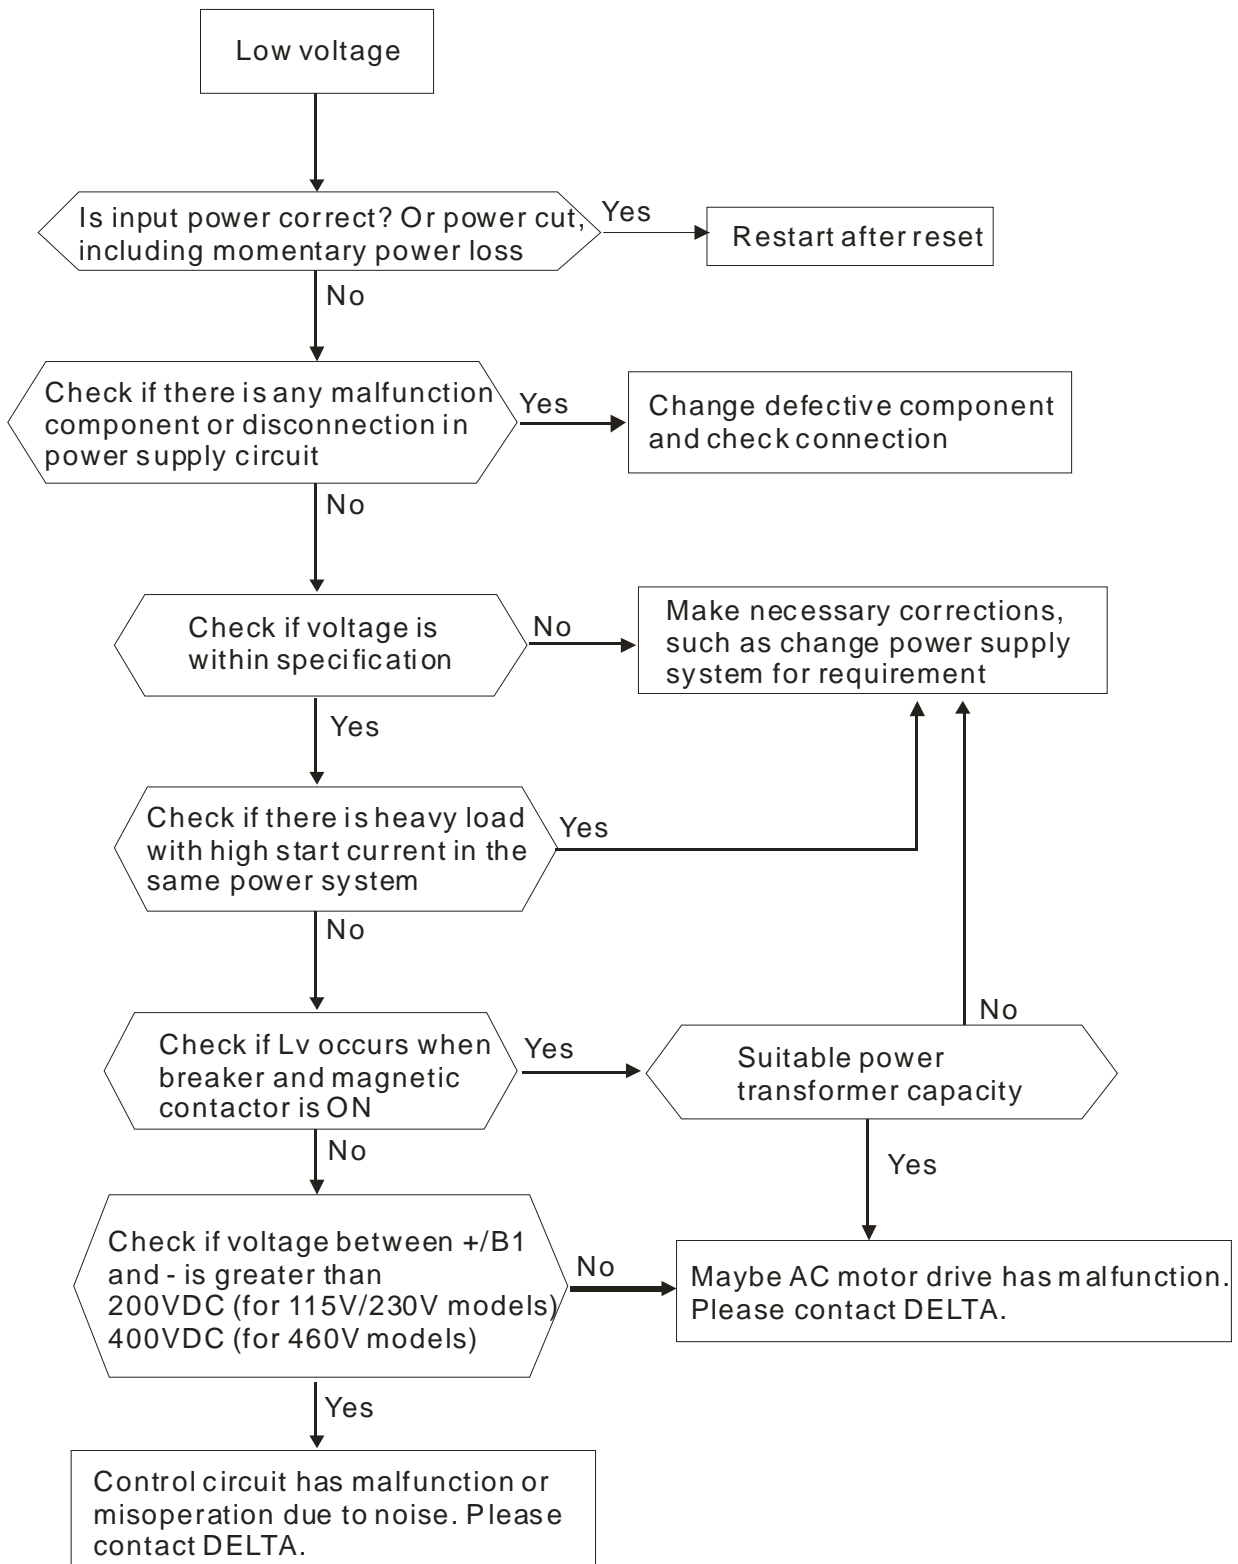 Low voltage
Is input power correct? Or power cut,
including momentary power loss
Yes
Restart after reset
No
Check if there is any malfunction
component or disconnection in
power supply circuit
Yes
Change defective component
and check connection
No
Check if voltage is
within specification
No
Make necessary corrections,
such as change power supply
system for requirement
Yes
Check if there is heavy load
with high start current in the
same power system
Yes
No
Check if Lv occurs when
breaker and magnetic
contactor is ON
Yes
Suitable power
transformer capacity
No
No
Yes
Check if voltage between +/B1
and - is greater than
200VDC (for 115V/230V models)
400VDC (for 460V models)
No
Maybe AC motor drive has malfunction.
Please contact DELTA.
Yes
Control circuit has malfunction or
misoperation due to noise. Please
contact DELTA.